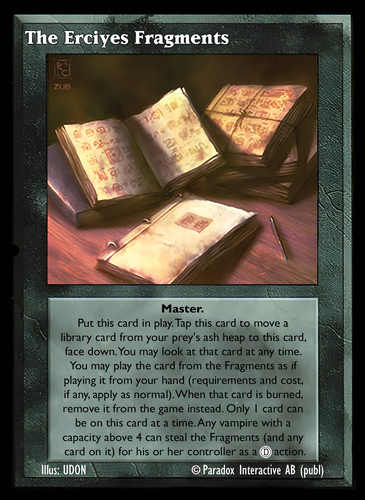 The Erciyes Fragments
ZUB
Master.
Put this card in play. Tap this card to move a
library card from your prey's ash heap to this card,
face down. You may look at that card at any time.
You may play the card from the Fragments as if
playing it from your hand (requirements and cost,
if any, apply as normal). When that card is burned,
remove it from the game instead. Only 1 card can
be on this card at a time. Any vampire with a
capacity above 4 can steal the Fragments (and any
card on it) for his or her controller as a Ⓓ action.
Illus: UDON © Paradox Interactive AB (publ)